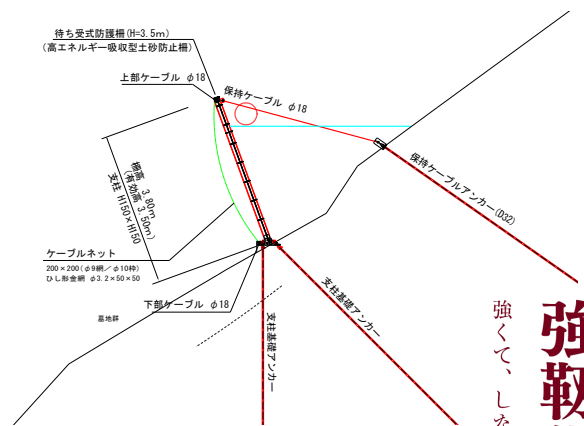 待ち受式防護柵(H=3.5m)
(高エネルギー吸収型土砂防止柵)
上部ケーブル φ18
保持ケーブル φ18
柵高 3.80m
(有効高 3.50m)
支柱 H150×H150
保持ケーブルアンカー(D32)
ケーブルネット
200×200(φ9網／φ10枠)
ひし形金網 φ3.2×50×50
下部ケーブル φ18
墓地群
支柱基礎アンカー
支柱基礎アンカー
強靱
強くて、した